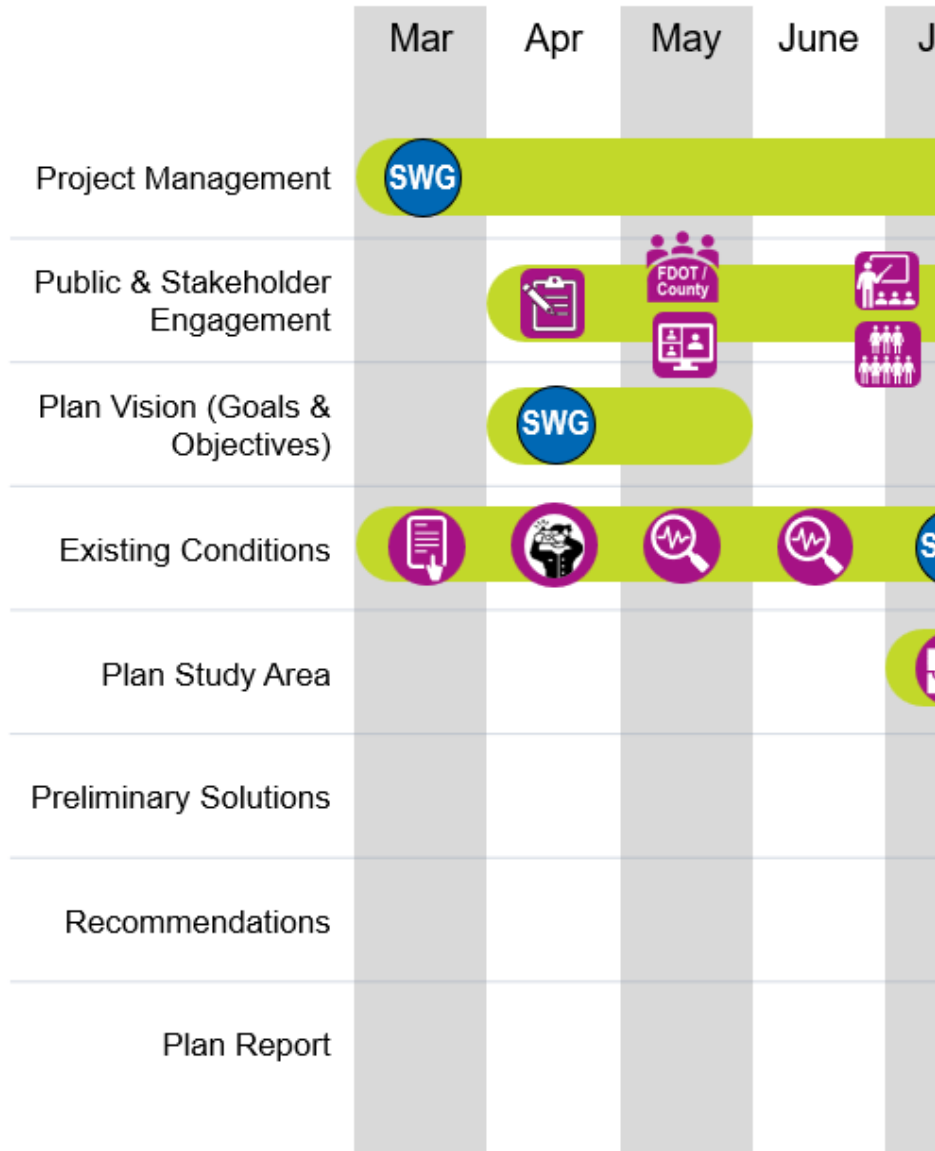 Mar Apr May June J
Project Management
SWG
Public & Stakeholder
Engagement
FDOT /
County
Plan Vision (Goals &
Objectives)
SWG
Existing Conditions
S
Plan Study Area
Preliminary Solutions
Recommendations
Plan Report